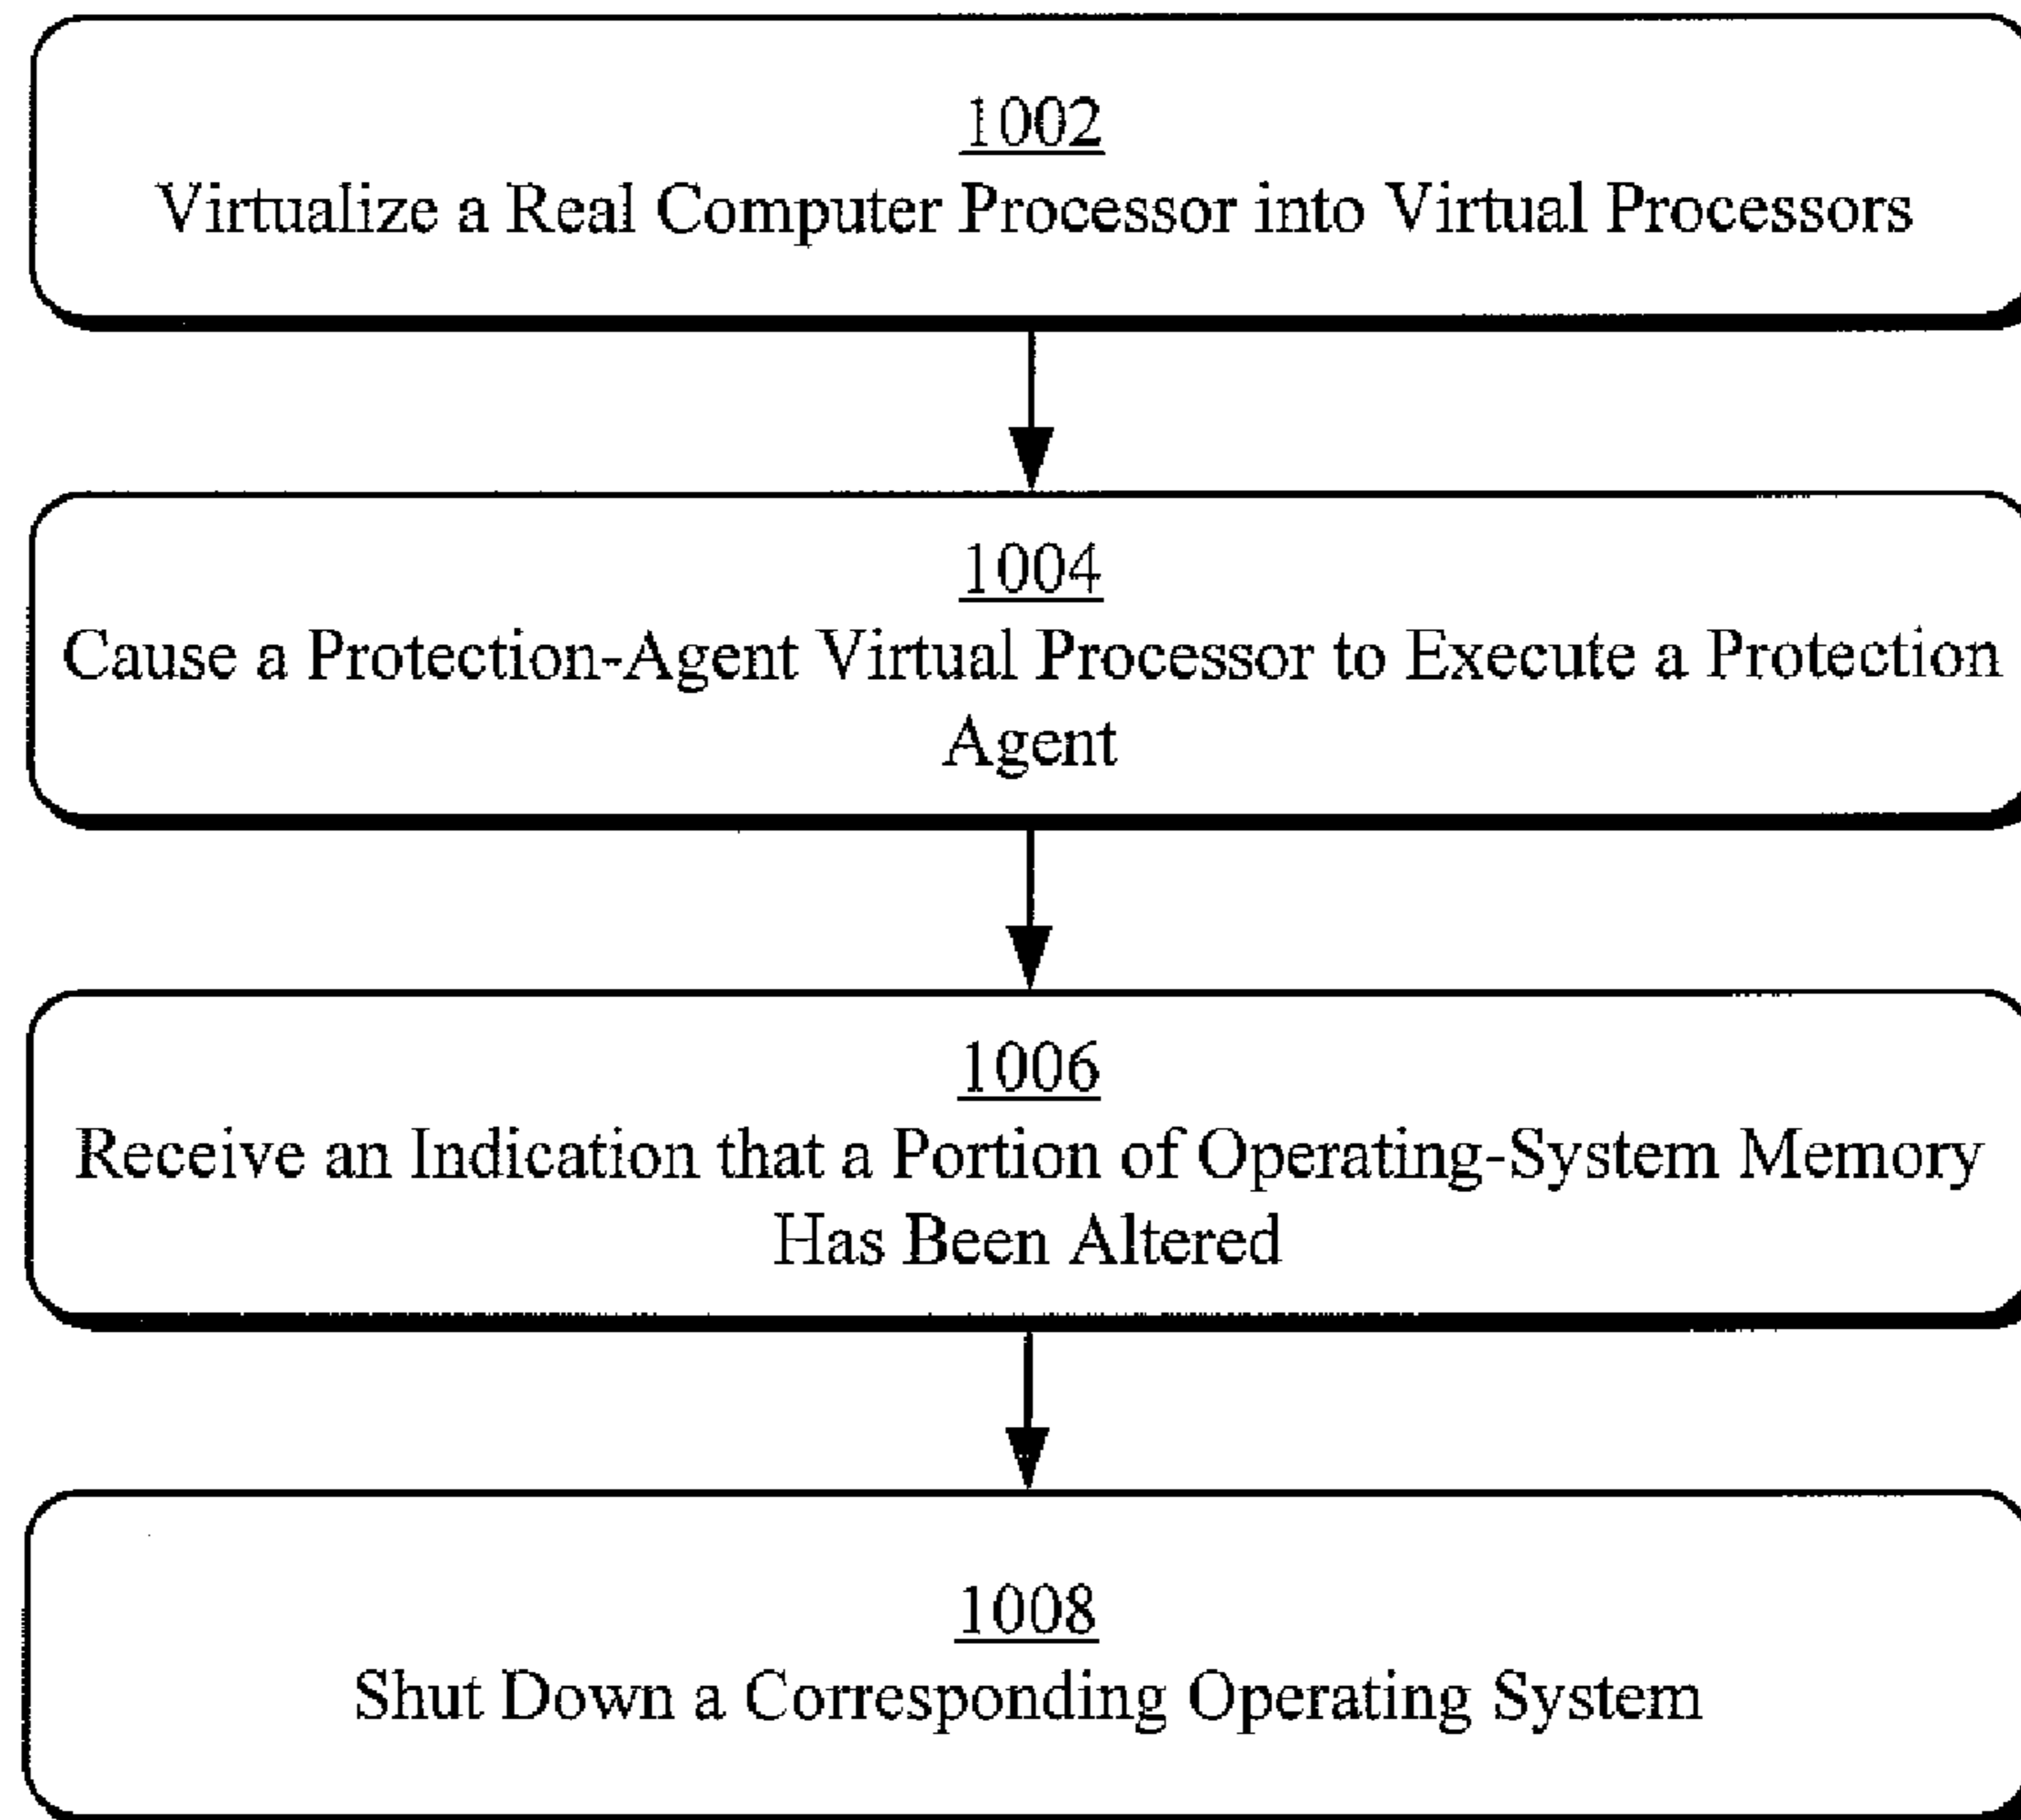 1002
Virtualize a Real Computer Processor into Virtual Processors
1004
Cause a Protection-Agent Virtual Processor to Execute a Protection
Agent
1006
Receive an Indication that a Portion of Operating-System Memory
Has Been Altered
1008
Shut Down a Corresponding Operating System